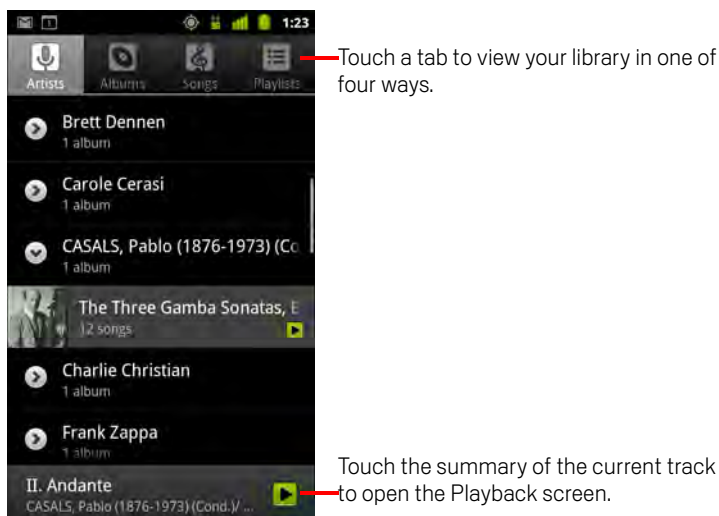 1:23
Artists Albums Songs Playlists
Touch a tab to view your library in one of
four ways.
Brett Dennen
1 album
Carole Cerasi
1 album
CASALS, Pablo (1876-1973) (Co
1 album
The Three Gamba Sonatas, E
12 songs
Charlie Christian
1 album
Frank Zappa
1 album
II. Andante
CASALS, Pablo (1876-1973) (Cond.)/ ...
Touch the summary of the current track
to open the Playback screen.